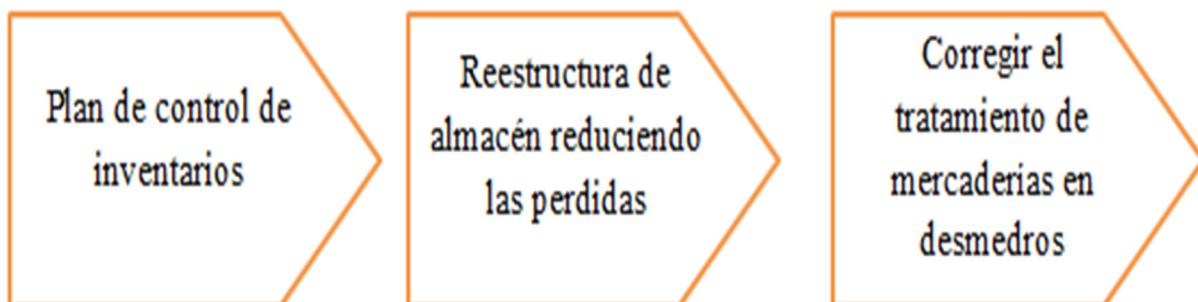 Plan de control de
inventarios
Reestructura de
almacén reduciendo
las perdidas
Corregir el
tratamiento de
mercaderias en
desmedros